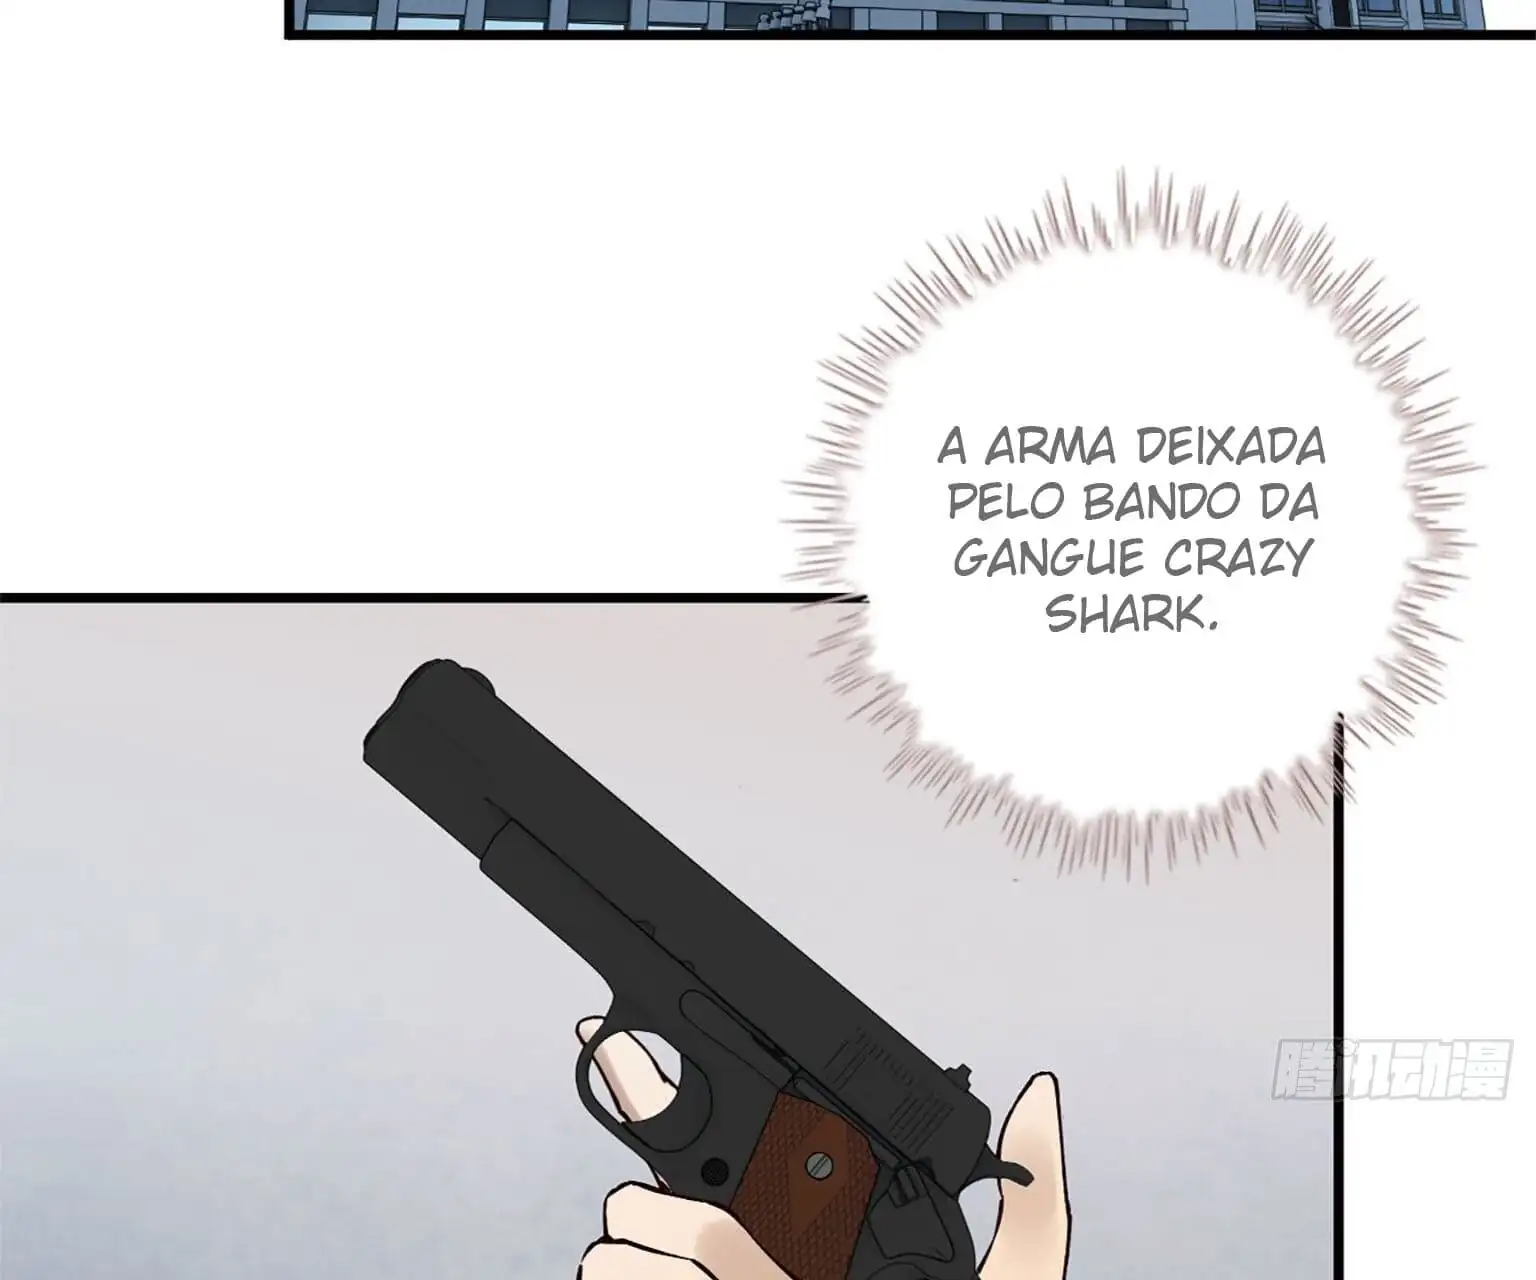 A ARMA DEIXADA
PELO BANDO DA
GANGUE CRAZY
SHARK.
腾讯动漫